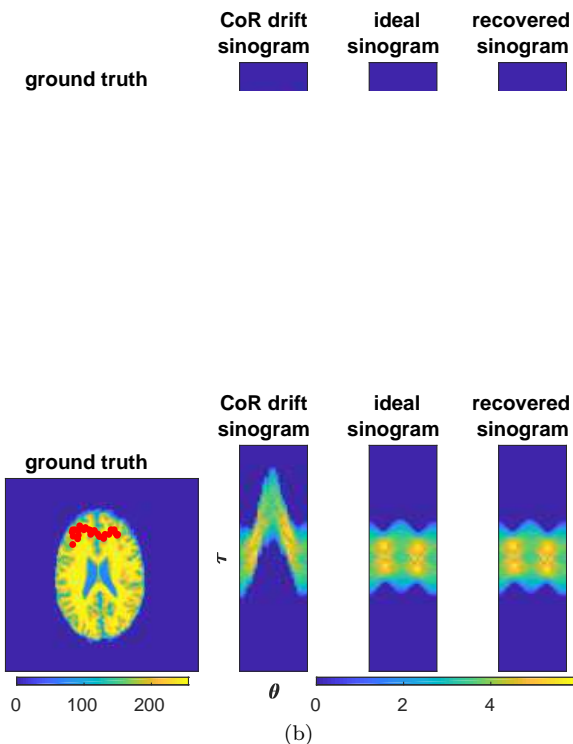 CoR drift sinogram
ideal sinogram
recovered sinogram
ground truth
CoR drift sinogram
ideal sinogram
recovered sinogram
ground truth
τ
0 100 200
θ
0 2 4
(b)